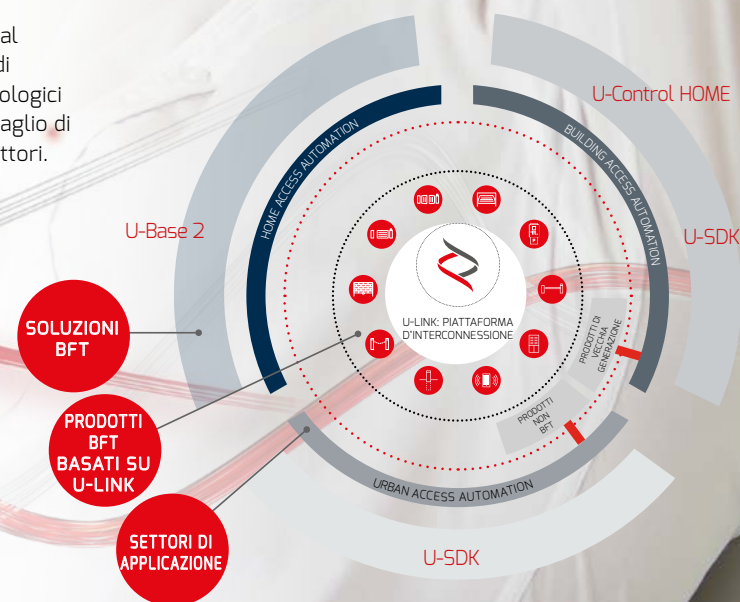 al
di
ologici
aglio di
ttori.
U-Control HOME
HOME ACCESS AUTOMATION
BUILDING ACCESS AUTOMATION
U-Base 2
U-SDK
U-LINK: PIATTAFORMA
D'INTERCONNESSIONE
SOLUZIONI
BFT
PRODOTTI DI
VECCHIA
GENERAZIONE
PRODOTTI
NON
BFT
PRODOTTI
BFT
BASATI SU
U-LINK
URBAN ACCESS AUTOMATION
SETTORI DI
APPLICAZIONE
U-SDK